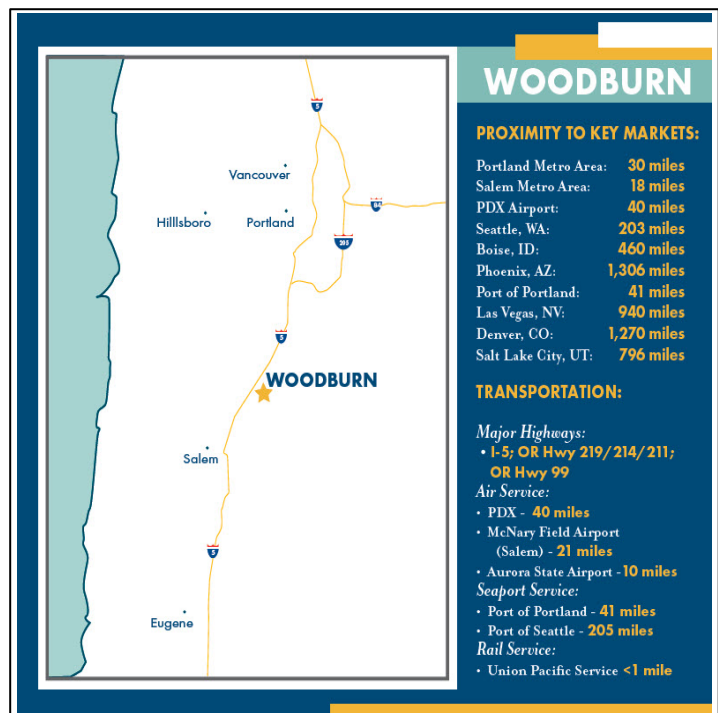 WOODBURN
PROXIMITY TO KEY MARKETS:
Portland Metro Area: 30 miles
Salem Metro Area: 18 miles
PDX Airport: 40 miles
Seattle, WA: 203 miles
Boise, ID: 460 miles
Phoenix, AZ: 1,306 miles
Port of Portland: 41 miles
Las Vegas, NV: 940 miles
Denver, CO: 1,270 miles
Salt Lake City, UT: 796 miles
TRANSPORTATION:
Major Highways:
• I-5; OR Hwy 219/214/211;
OR Hwy 99
Air Service:
• PDX - 40 miles
• McNary Field Airport
(Salem) - 21 miles
• Aurora State Airport - 10 miles
Seaport Service:
• Port of Portland - 41 miles
• Port of Seattle - 205 miles
Rail Service:
• Union Pacific Service <1 mile
5
Vancouver
Hilllsboro
Portland
205
5
WOODBURN
Salem
5
Eugene